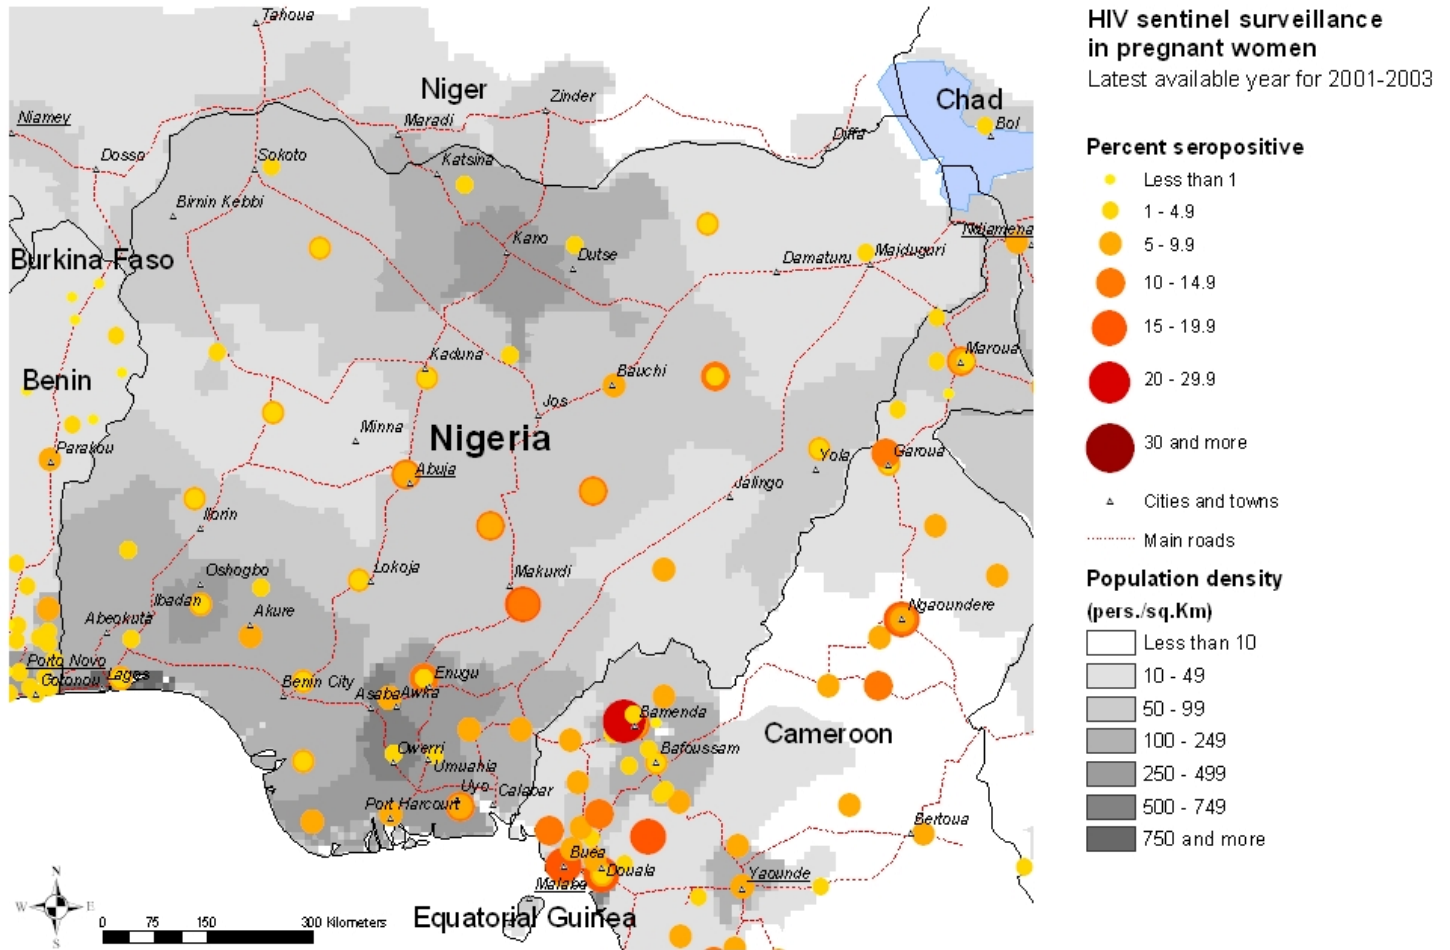 HIV sentinel surveillance
in pregnant women
Latest available year for 2001-2003
Percent seropositive
Less than 1
1 - 4.9
5 - 9.9
10 - 14.9
15 - 19.9
20 - 29.9
30 and more
Cities and towns
Main roads
Population density
(pers./sq.Km)
Less than 10
10 - 49
50 - 99
100 - 249
250 - 499
500 - 749
750 and more
Tahoua
Niger
Zinder
Chad
Niamey
Maradi
Diffa
Bol
Dosso
Sokoto
Katsina
Birnin Kebbi
Ndjamena
Burkina Faso
Kano
Dutse
Damaturu
Maiduguri
Benin
Kaduna
Bauchi
Maroua
Jos
Minna
Nigeria
Parakou
Abuja
Yola
Garoua
Jalingo
Ilorin
Oshogbo
Lokoja
Makurdi
Ibadan
Akure
Abeokuta
Ngaoundere
Porto Novo
Cotonou
Lagos
Benin City
Enugu
Asaba
Awka
Bamenda
Cameroon
Owerri
Umuahia
Bafoussam
Uyo
Calabar
Port Harcourt
Bertoua
Buea
Douala
Malabo
Yaounde
Equatorial Guinea
N
W
E
S
0 75 150 300 Kilometers